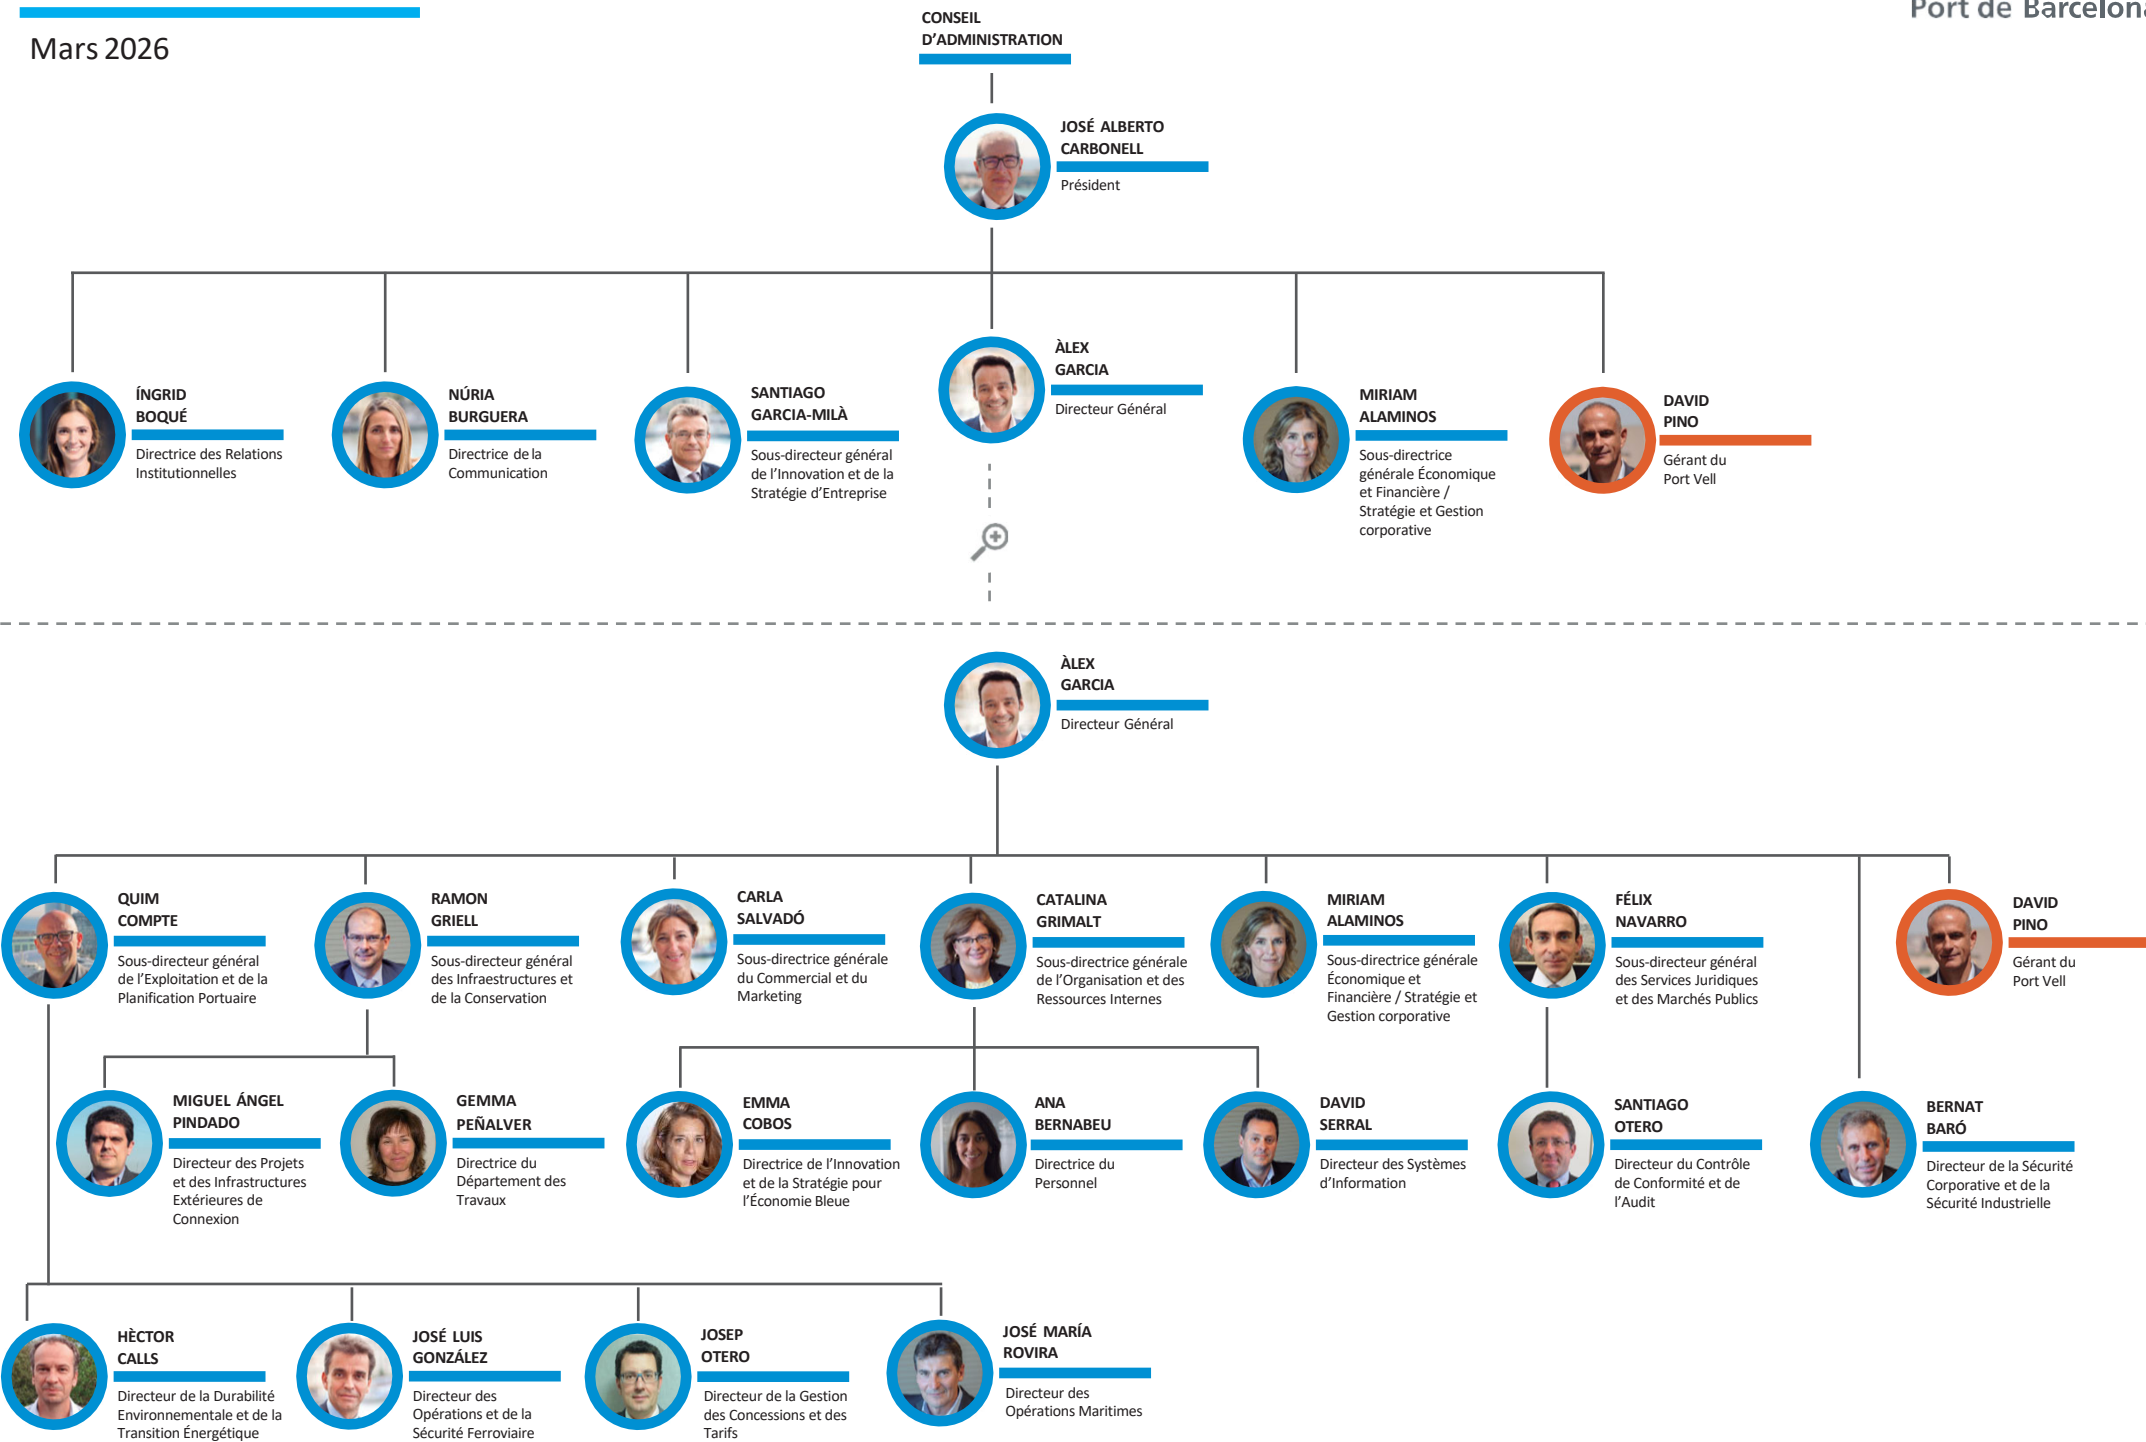 Port de Barcelona
Mars 2026
CONSEIL
D’ADMINISTRATION
JOSÉ ALBERTO
CARBONELL
Président
ÍNGRID
BOQUÉ
Directrice des Relations
Institutionnelles
NÚRIA
BURGUERA
Directrice de la
Communication
SANTIAGO
GARCIA-MILÀ
Sous-directeur général
de l’Innovation et de la
Stratégie d’Entreprise
ÀLEX
GARCIA
Directeur Général
MIRIAM
ALAMINOS
Sous-directrice
générale Économique
et Financière /
Stratégie et Gestion
corporative
DAVID
PINO
Gérant du
Port Vell
ÀLEX
GARCIA
Directeur Général
QUIM
COMPTE
Sous-directeur général
de l’Exploitation et de la
Planification Portuaire
RAMON
GRIELL
Sous-directeur général
des Infraestructures et
de la Conservation
CARLA
SALVADÓ
Sous-directrice générale
du Commercial et du
Marketing
CATALINA
GRIMALT
Sous-directrice générale
de l’Organisation et des
Ressources Internes
MIRIAM
ALAMINOS
Sous-directrice générale
Économique et
Financière / Stratégie et
Gestion corporative
FÉLIX
NAVARRO
Sous-directeur général
des Services Juridiques
et des Marchés Publics
DAVID
PINO
Gérant du
Port Vell
MIGUEL ÁNGEL
PINDADO
Directeur des Projets
et des Infrastructures
Extérieures de
Connexion
GEMMA
PEÑALVER
Directrice du
Département des
Travaux
EMMA
COBOS
Directrice de l’Innovation
et de la Stratégie pour
l’Économie Bleue
ANA
BERNABEU
Directrice du
Personnel
DAVID
SERRAL
Directeur des Systèmes
d’Information
SANTIAGO
OTERO
Directeur du Contrôle
de Conformité et de
l’Audit
BERNAT
BARÓ
Directeur de la Sécurité
Corporative et de la
Sécurité Industrielle
HÈCTOR
CALLS
Directeur de la Durabilité
Environnementale et de la
Transition Énergétique
JOSÉ LUIS
GONZÁLEZ
Directeur des
Opérations et de la
Sécurité Ferroviaire
JOSEP
OTERO
Directeur de la Gestion
des Concessions et des
Tarifs
JOSÉ MARÍA
ROVIRA
Directeur des
Opérations Maritimes